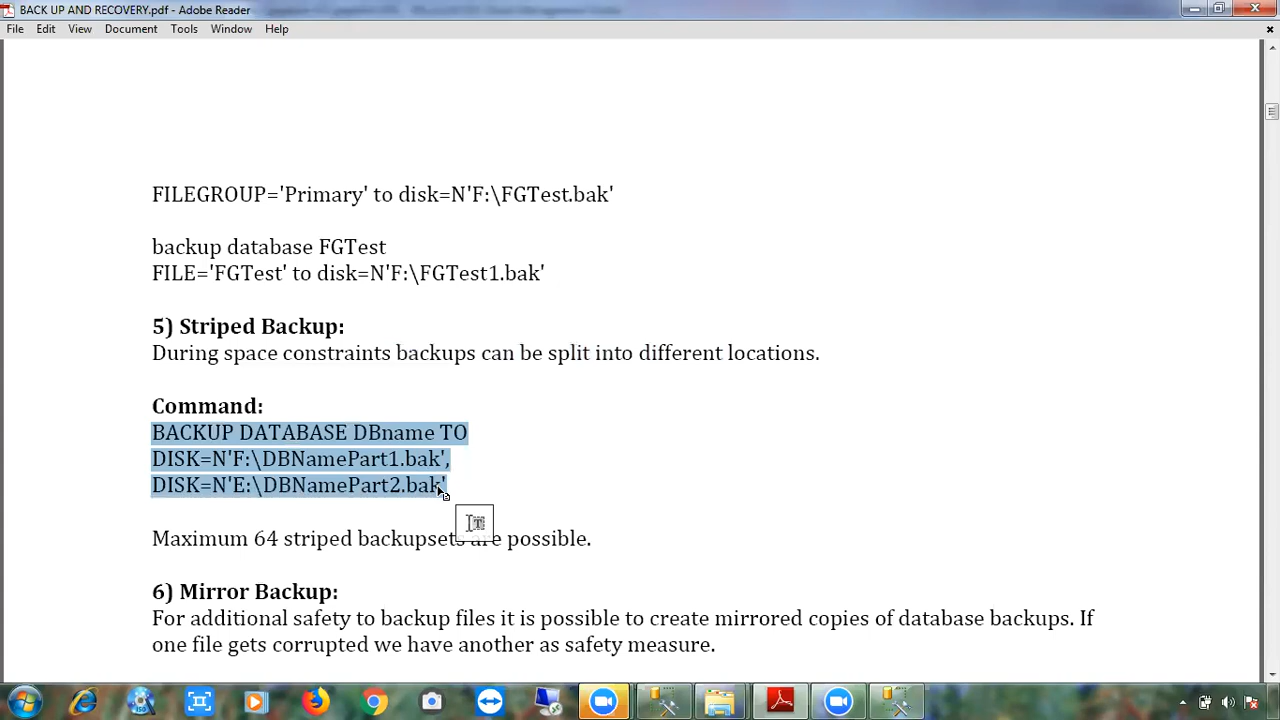 BACK UP AND RECOVERY.pdf - Adobe Reader
File Edit View Document Tools Window Help
FILEGROUP='Primary' to disk=N'F:\FGTest.bak'
backup database FGTest
FILE='FGTest' to disk=N'F:\FGTest1.bak'
5) Striped Backup:
During space constraints backups can be split into different locations.
Command:
BACKUP DATABASE DBname TO
DISK=N'F:\DBNamePart1.bak',
DISK=N'E:\DBNamePart2.bak'
Maximum 64 striped backupsets are possible.
6) Mirror Backup:
For additional safety to backup files it is possible to create mirrored copies of database backups. If
one file gets corrupted we have another as safety measure.